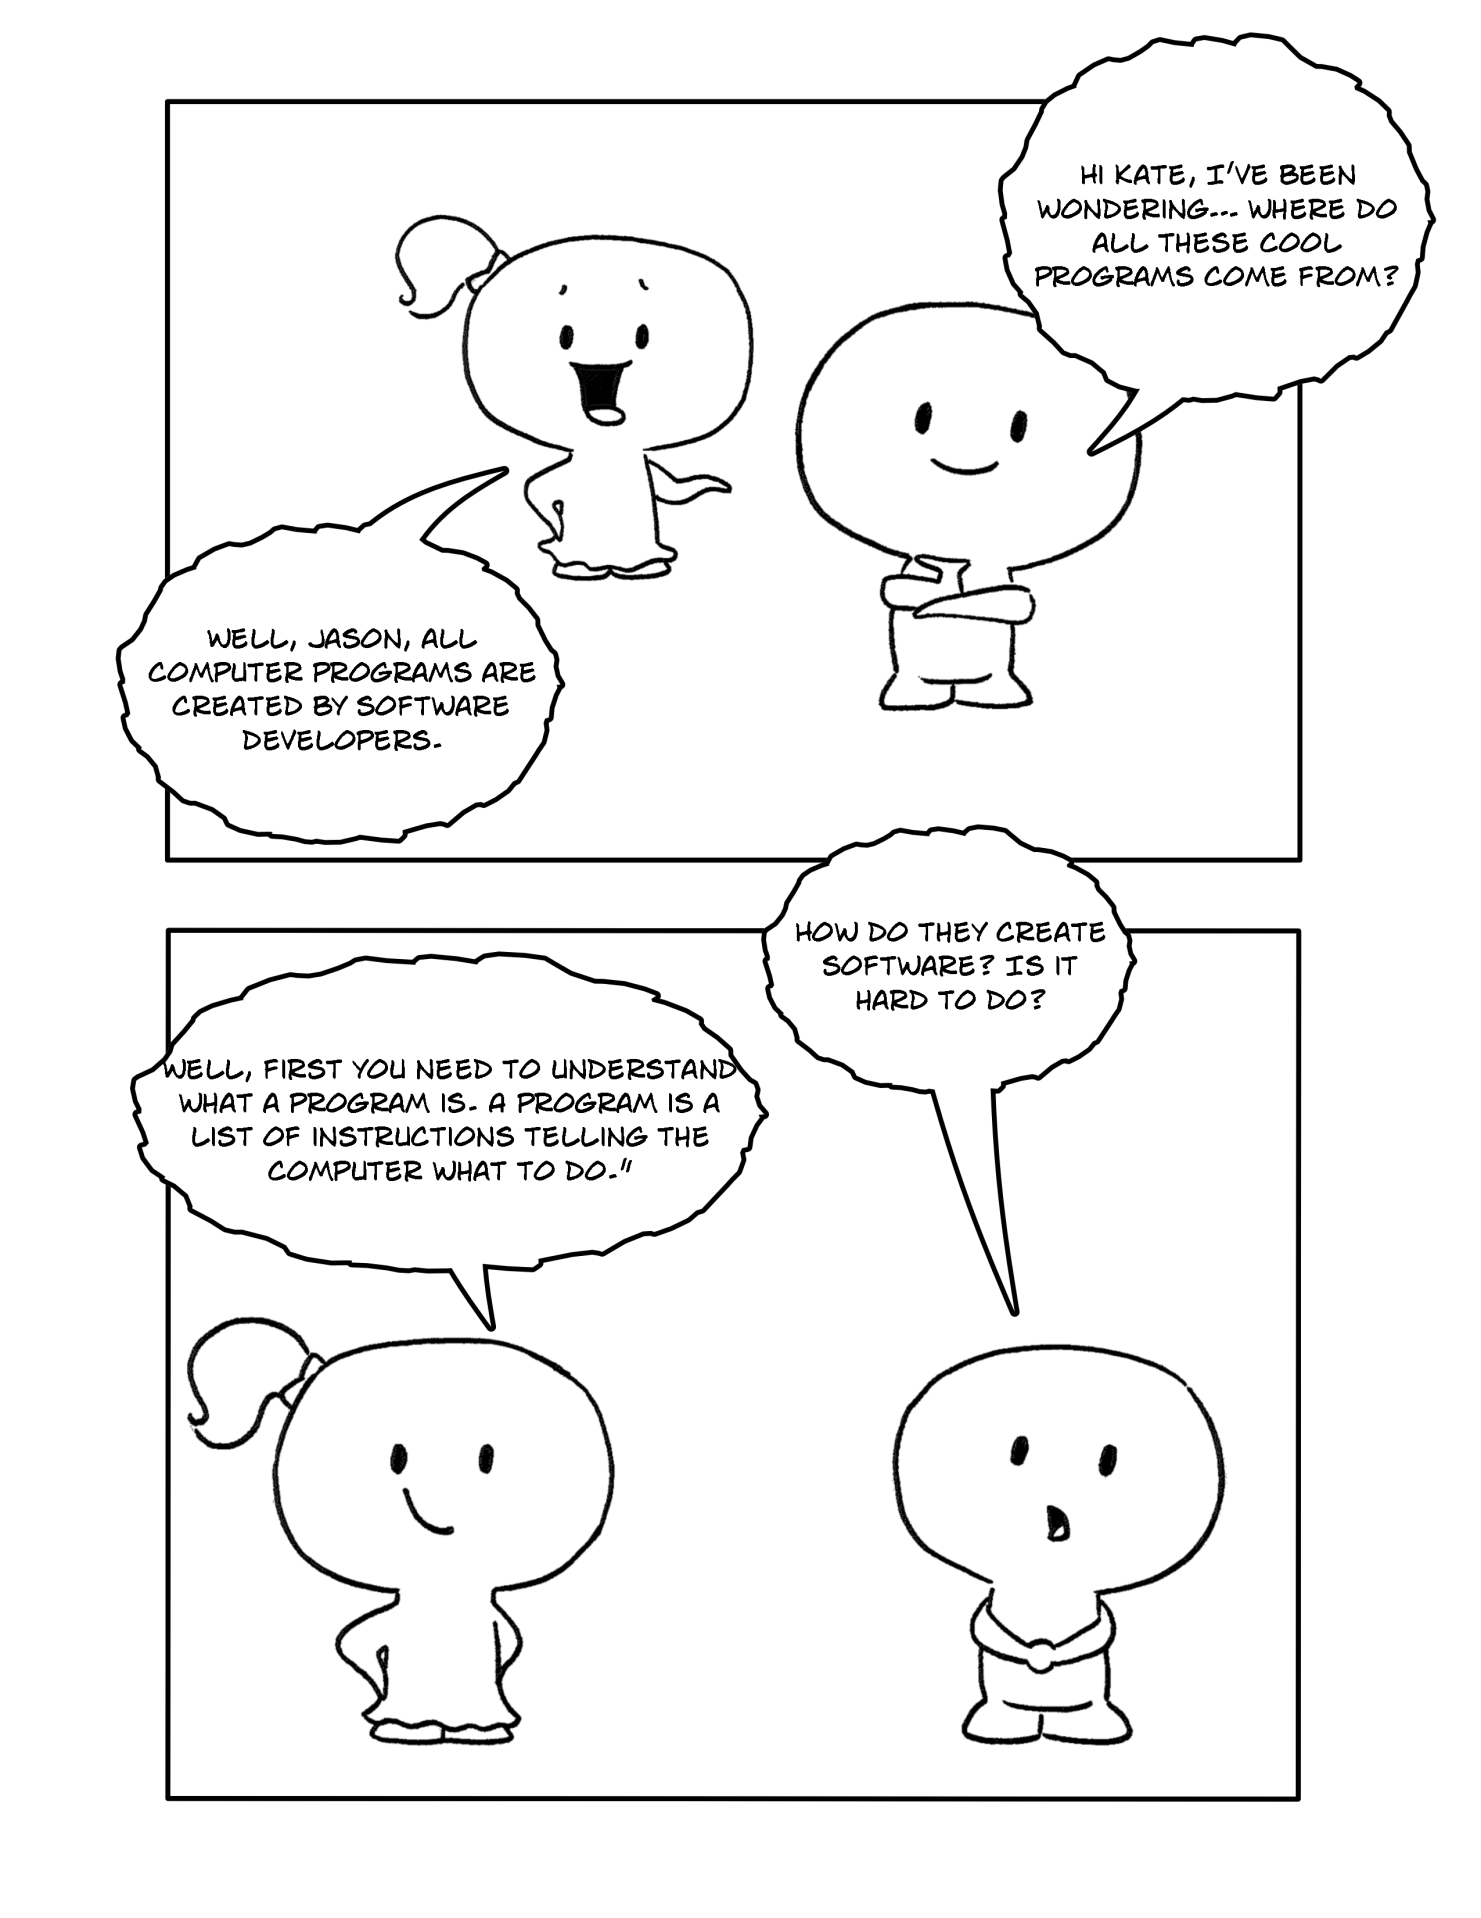 HI KATE, I'VE BEEN
WONDERING... WHERE DO
ALL THESE COOL
PROGRAMS COME FROM?
WELL, JASON, ALL
COMPUTER PROGRAMS ARE
CREATED BY SOFTWARE
DEVELOPERS.
HOW DO THEY CREATE
SOFTWARE? IS IT
HARD TO DO?
WELL, FIRST YOU NEED TO UNDERSTAND
WHAT A PROGRAM IS. A PROGRAM IS A
LIST OF INSTRUCTIONS TELLING THE
COMPUTER WHAT TO DO."